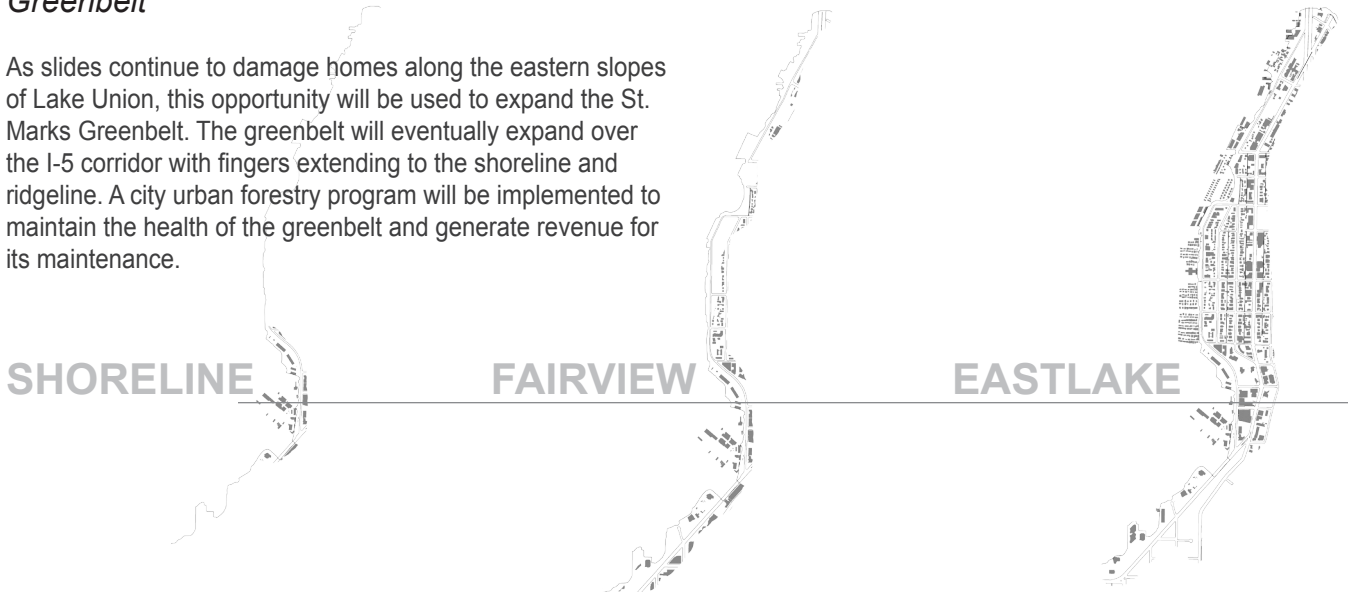 Greenbelt
As slides continue to damage homes along the eastern slopes
of Lake Union, this opportunity will be used to expand the St.
Marks Greenbelt. The greenbelt will eventually expand over
the I-5 corridor with fingers extending to the shoreline and
ridgeline. A city urban forestry program will be implemented to
maintain the health of the greenbelt and generate revenue for
its maintenance.
SHORELINE FAIRVIEW EASTLAKE